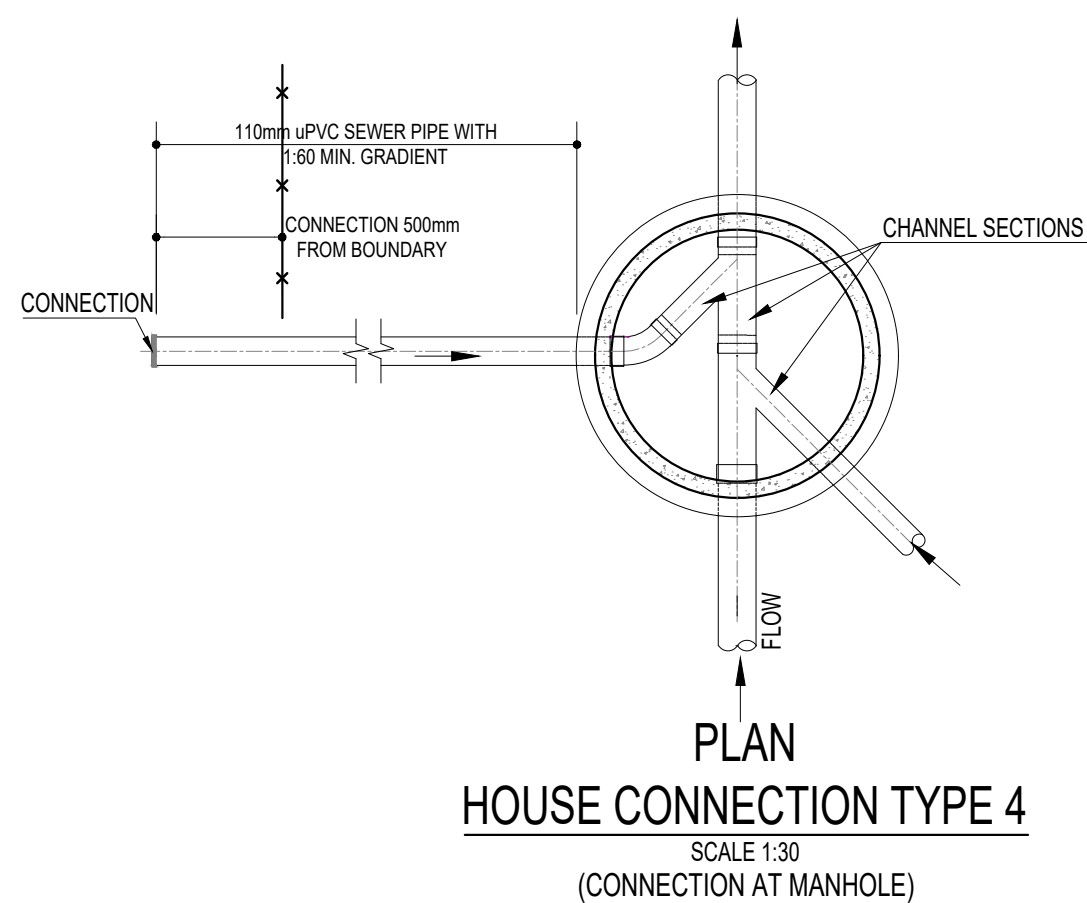 110mm uPVC SEWER PIPE WITH
1:60 MIN. GRADIENT
CONNECTION 500mm
FROM BOUNDARY
CHANNEL SECTIONS
CONNECTION
FLOW
PLAN
HOUSE CONNECTION TYPE 4
SCALE 1:30
(CONNECTION AT MANHOLE)